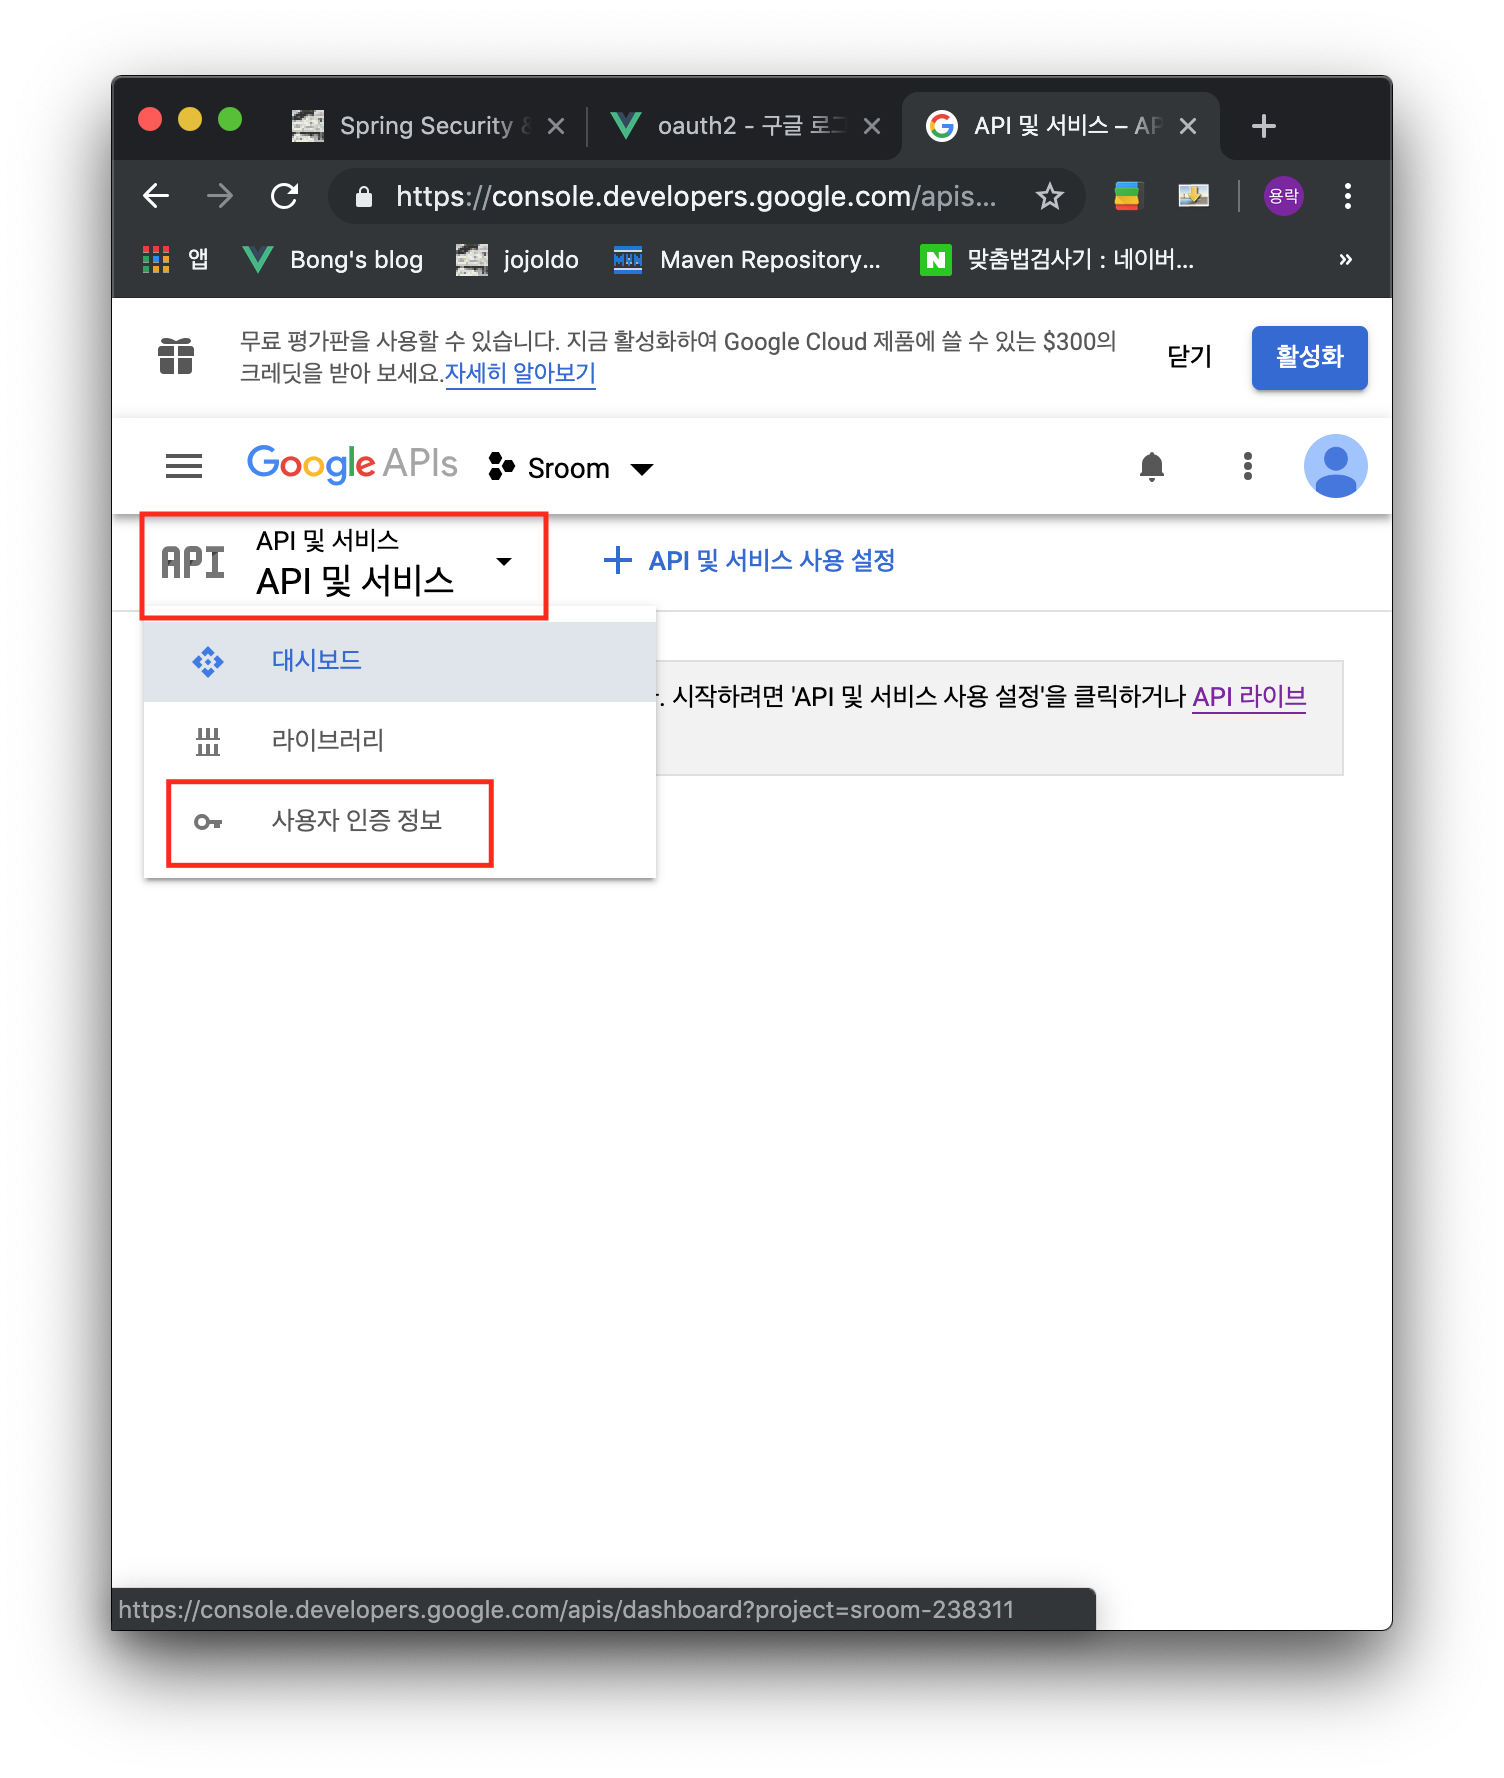 Spring Security
oauth2 - 구글 로그
API 및 서비스 – AP
https://console.developers.google.com/apis...
용락
앱
Bong's blog
jojoldo
MVN
Maven Repository...
N
맞춤법검사기 : 네이버...
»
무료 평가판을 사용할 수 있습니다. 지금 활성화하여 Google Cloud 제품에 쓸 수 있는 $300의
크레딧을 받아 보세요.자세히 알아보기
닫기
활성화
Google APIs
Sroom
API
API 및 서비스
API 및 서비스
API 및 서비스 사용 설정
대시보드
. 시작하려면 'API 및 서비스 사용 설정'을 클릭하거나 API 라이브
라이브러리
사용자 인증 정보
https://console.developers.google.com/apis/dashboard?project=sroom-238311